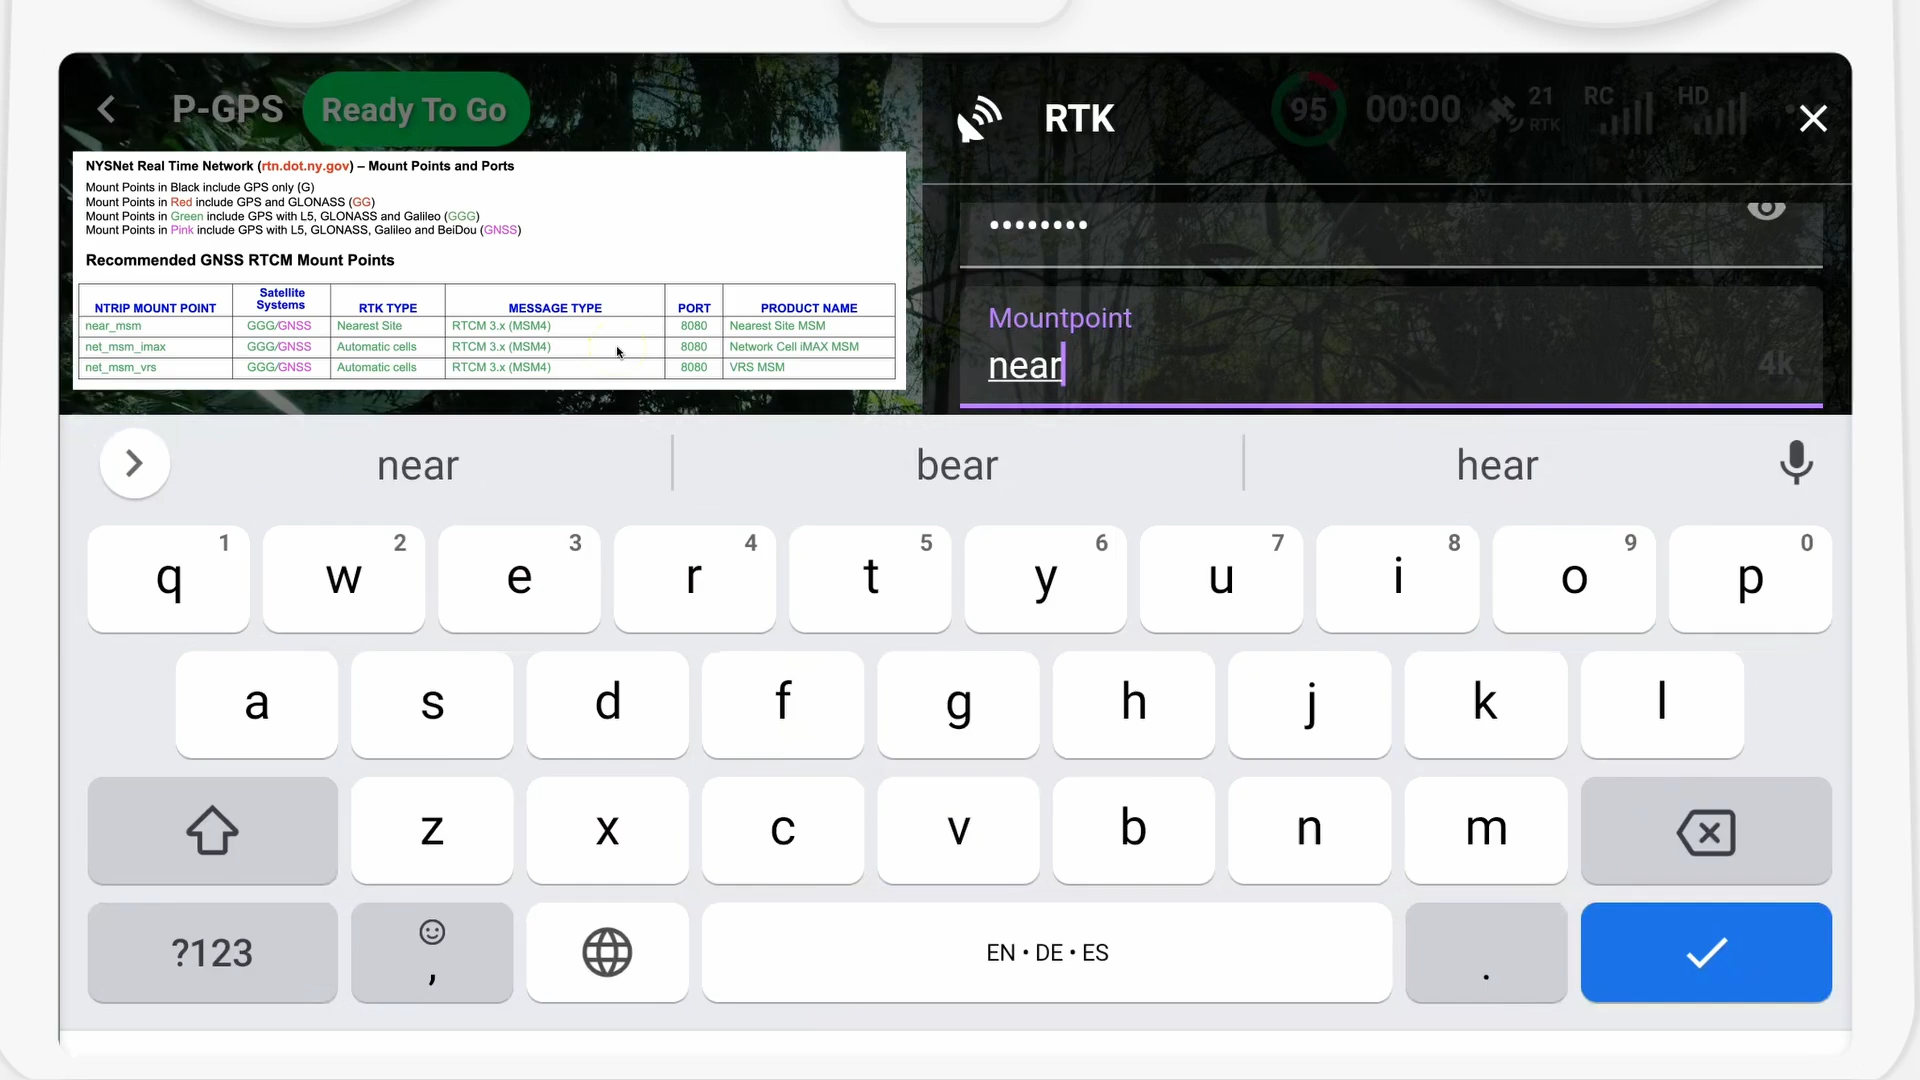 P-GPS Ready To Go
RTK 95 00:00 21 RTK RC HD
NYSNet Real Time Network (rtn.dot.ny.gov) – Mount Points and Ports
Mount Points in Black include GPS only (G)
Mount Points in Red include GPS and GLONASS (GG)
Mount Points in Green include GPS with L5, GLONASS and Galileo (GGG)
Mount Points in Pink include GPS with L5, GLONASS, Galileo and BeiDou (GNSS)
Recommended GNSS RTCM Mount Points
NTRIP MOUNT POINT Satellite Systems RTK TYPE MESSAGE TYPE PORT PRODUCT NAME
near_msm GGG/GNSS Nearest Site RTCM 3.x (MSM4) 8080 Nearest Site MSM
net_msm_imax GGG/GNSS Automatic cells RTCM 3.x (MSM4) 8080 Network Cell iMAX MSM
net_msm_vrs GGG/GNSS Automatic cells RTCM 3.x (MSM4) 8080 VRS MSM
••••••••
Mountpoint
near 4k
near bear hear
q 1 w 2 e 3 r 4 t 5 y 6 u 7 i 8 o 9 p 0
a s d f g h j k l
z x c v b n m
?123 , EN • DE • ES .